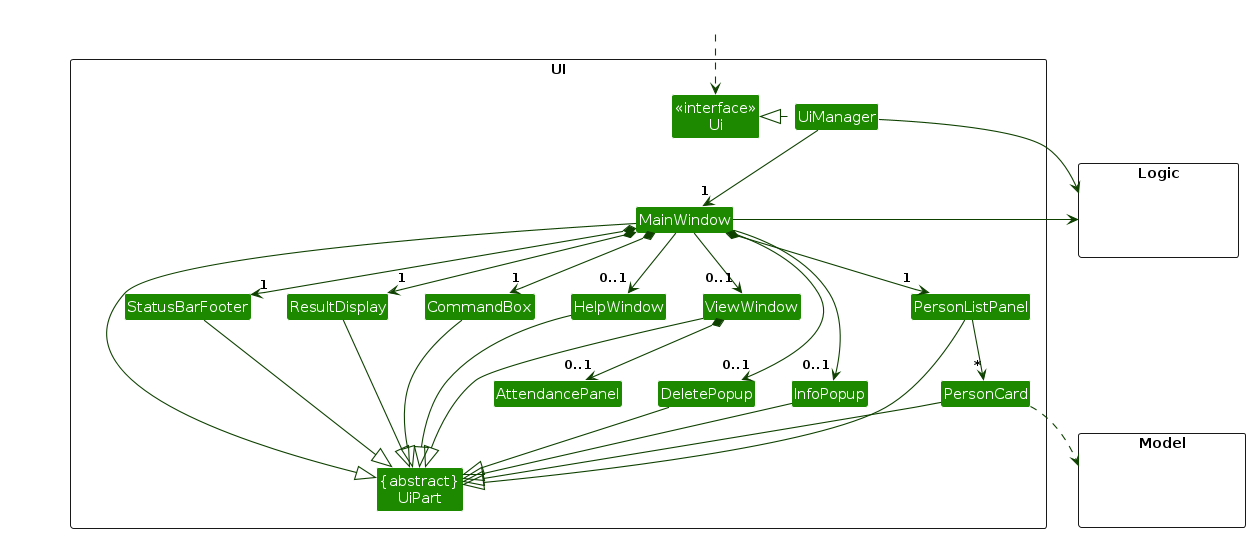 UI
«interface»
Ui
UiManager
Logic
1
MainWindow
1
1
1
0..1
0..1
1
StatusBarFooter
ResultDisplay
CommandBox
HelpWindow
ViewWindow
PersonListPanel
0..1
0..1
0..1
*
AttendancePanel
DeletePopup
InfoPopup
PersonCard
Model
{abstract}
UiPart